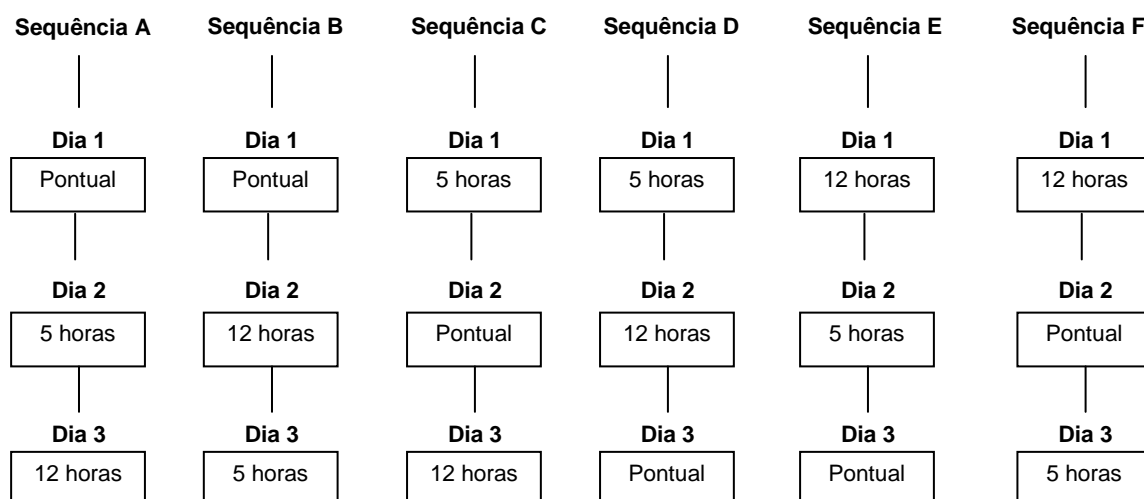 Sequência A Sequência B Sequência C Sequência D Sequência E Sequência F
Dia 1 Dia 1 Dia 1 Dia 1 Dia 1 Dia 1
Pontual Pontual 5 horas 5 horas 12 horas 12 horas
Dia 2 Dia 2 Dia 2 Dia 2 Dia 2 Dia 2
5 horas 12 horas Pontual 12 horas 5 horas Pontual
Dia 3 Dia 3 Dia 3 Dia 3 Dia 3 Dia 3
12 horas 5 horas 12 horas Pontual Pontual 5 horas